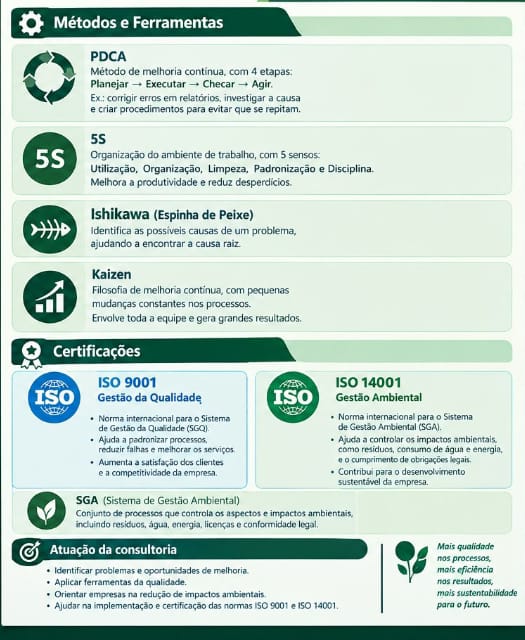 Métodos e Ferramentas
PDCA
Método de melhoria contínua, com 4 etapas:
Planejar → Executar → Checar → Agir.
Ex.: corrigir erros em relatórios, investigar a causa
e criar procedimentos para evitar que se repitam.
5S
5S
Organização do ambiente de trabalho, com 5 sensos:
Utilização, Organização, Limpeza, Padronização e Disciplina.
Melhora a produtividade e reduz desperdícios.
Ishikawa (Espinha de Peixe)
Identifica as possíveis causas de um problema,
ajudando a encontrar a causa raiz.
Kaizen
Filosofia de melhoria contínua, com pequenas
mudanças constantes nos processos.
Envolve toda a equipe e gera grandes resultados.
Certificações
ISO
ISO 9001
Gestão da Qualidade
• Norma internacional para o Sistema
de Gestão da Qualidade (SGQ).
• Ajuda a padronizar processos,
reduzir falhas e melhorar os serviços.
• Aumenta a satisfação dos clientes
e a competitividade da empresa.
ISO
ISO 14001
Gestão Ambiental
• Norma internacional para o Sistema
de Gestão Ambiental (SGA).
• Ajuda a controlar os impactos ambientais,
como resíduos, consumo de água e energia,
e o cumprimento de obrigações legais.
• Contribui para o desenvolvimento
sustentável da empresa.
SGA (Sistema de Gestão Ambiental)
Conjunto de processos que controla os aspectos e impactos ambientais,
incluindo resíduos, água, energia, licenças e conformidade legal.
Atuação da consultoria
• Identificar problemas e oportunidades de melhoria.
• Aplicar ferramentas da qualidade.
• Orientar empresas na redução de impactos ambientais.
• Ajudar na implementação e certificação das normas ISO 9001 e ISO 14001.
Mais qualidade
nos processos,
mais eficiência
nos resultados,
mais sustentabilidade
para o futuro.